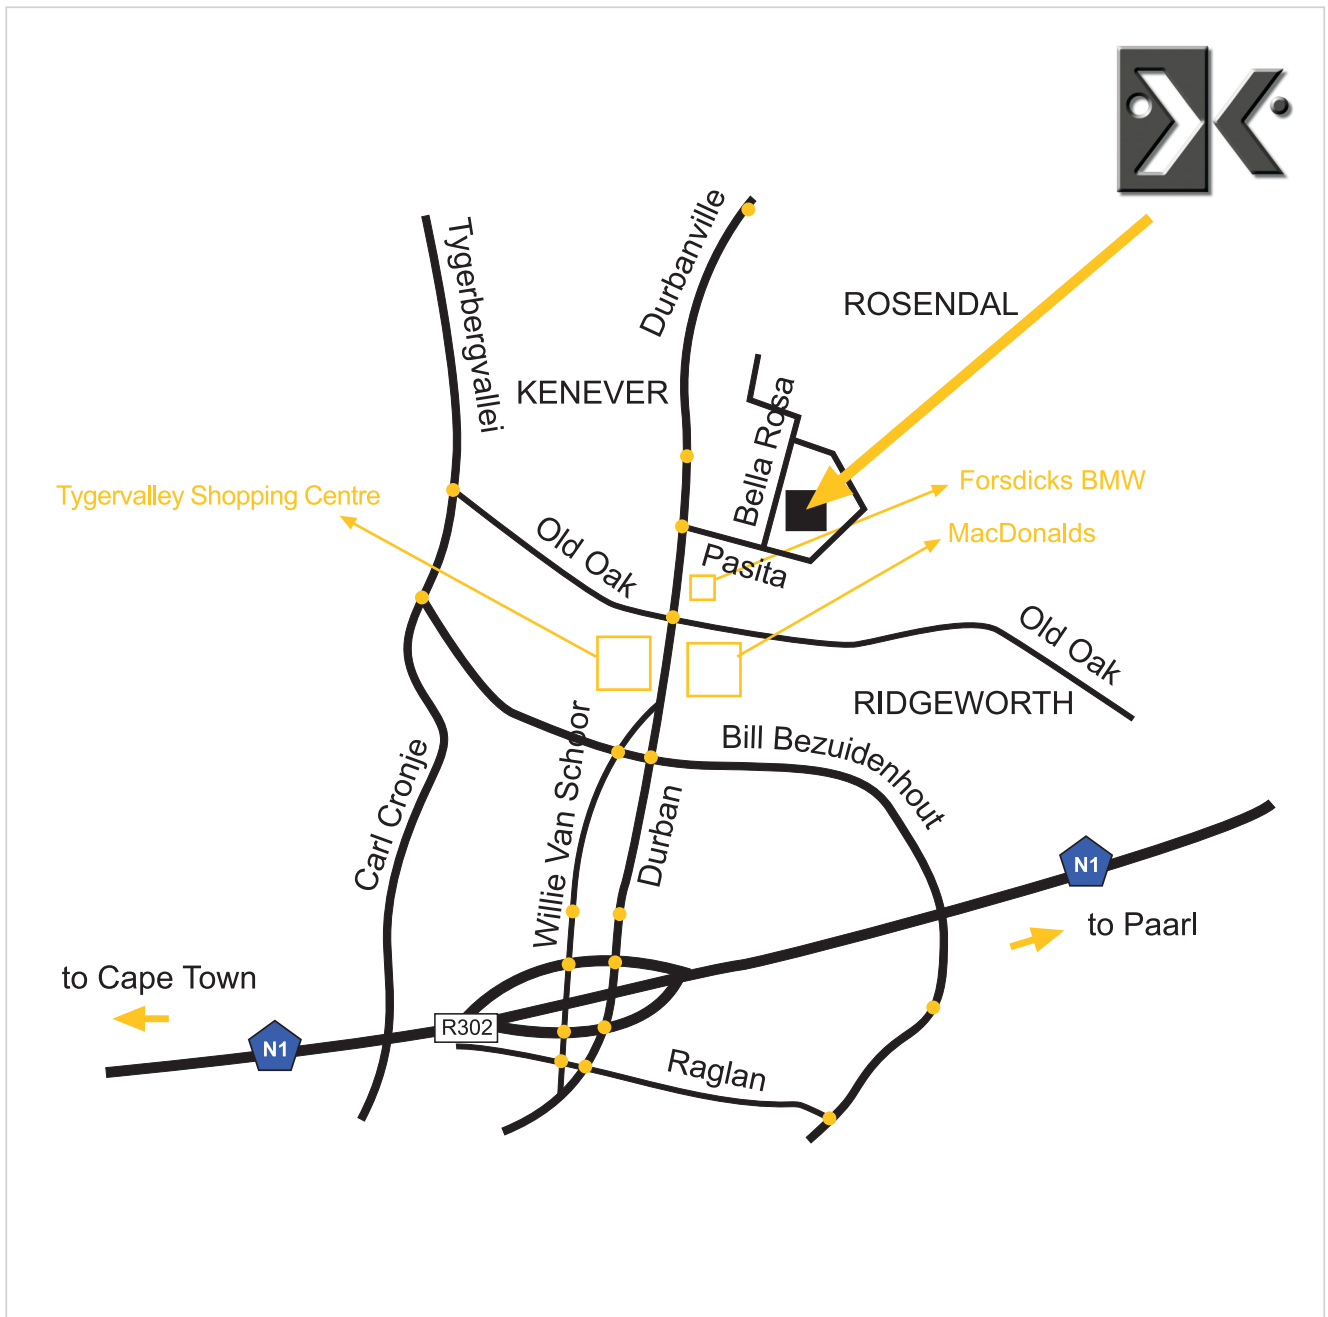 Durbanville
Tygerbergvallei
ROSENDAL
KENEVER
Bella Rosa
Forsdicks BMW
Tygervalley Shopping Centre
MacDonalds
Old Oak
Pasita
Old Oak
RIDGEWORTH
Bill Bezuidenhout
Willie Van Schoor
Carl Cronje
Durban
N1
to Paarl
to Cape Town
R302
N1
Raglan